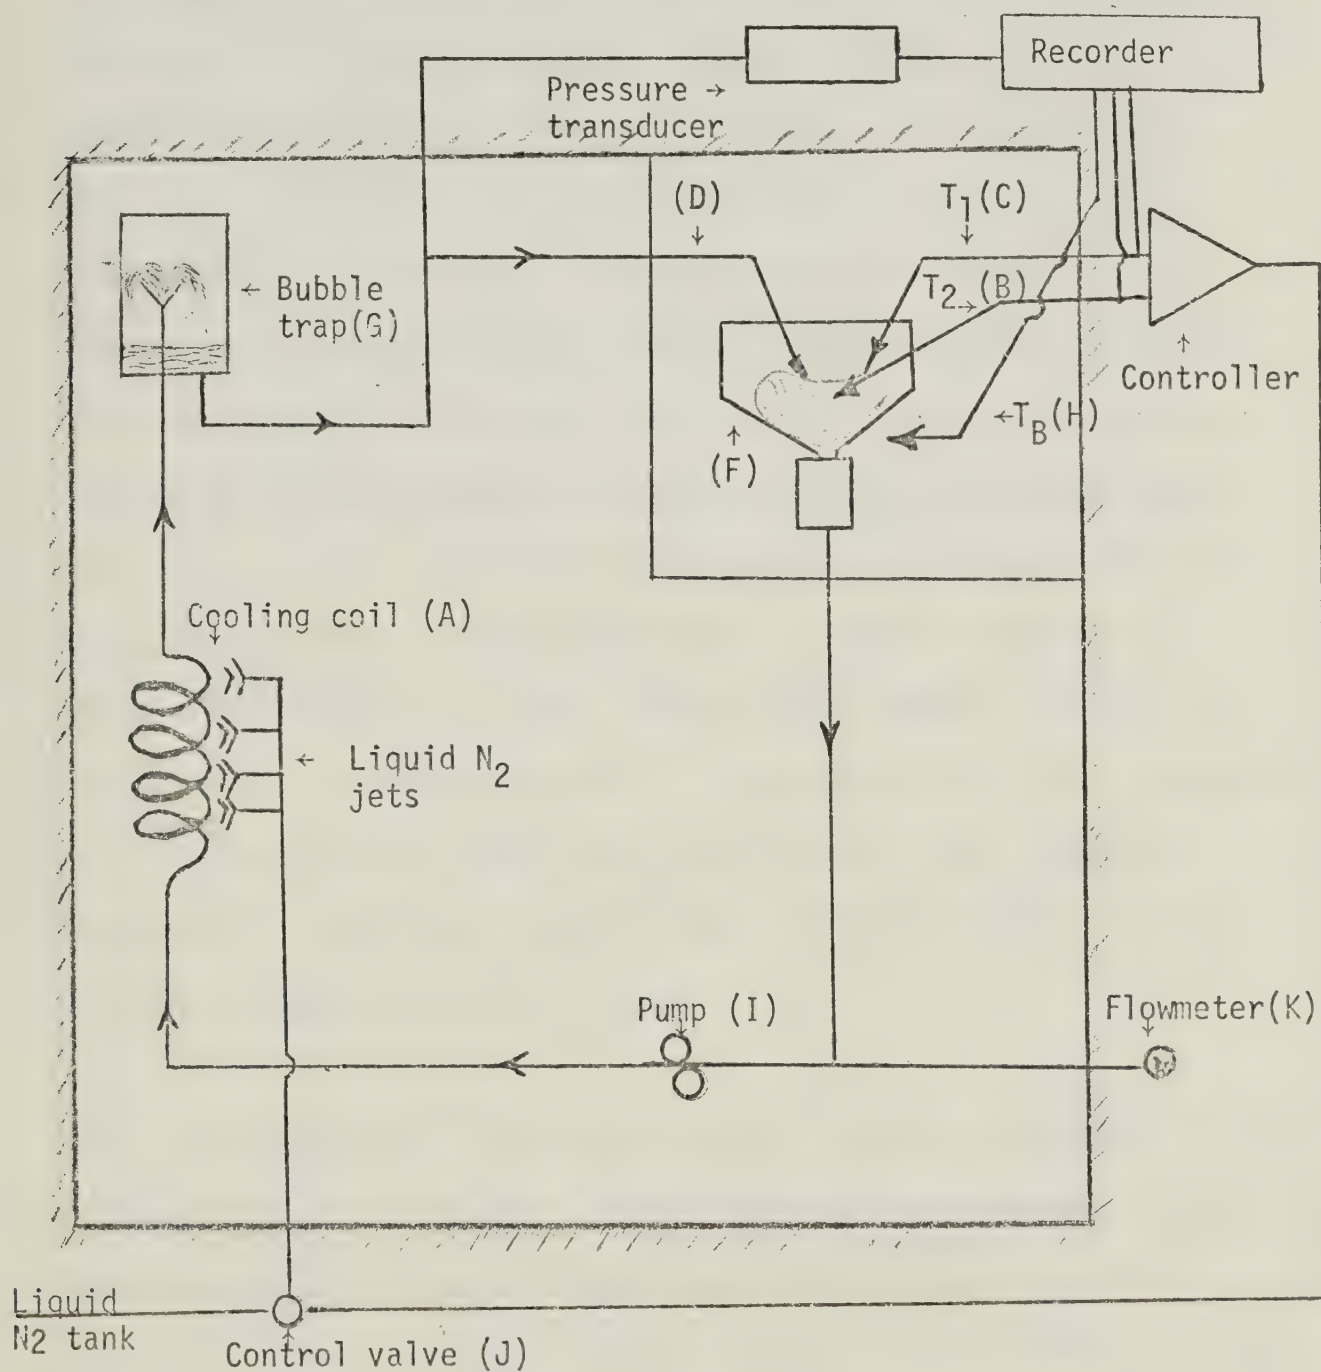 Recorder
Pressure →
transducer
(D)
T1(C)
T2→(B)
← Bubble
trap(G)
Controller
←TB(H)
(F)
Cooling coil (A)
← Liquid N2
jets
Pump (I)
Flowmeter(K)
Liquid
N2 tank
Control valve (J)